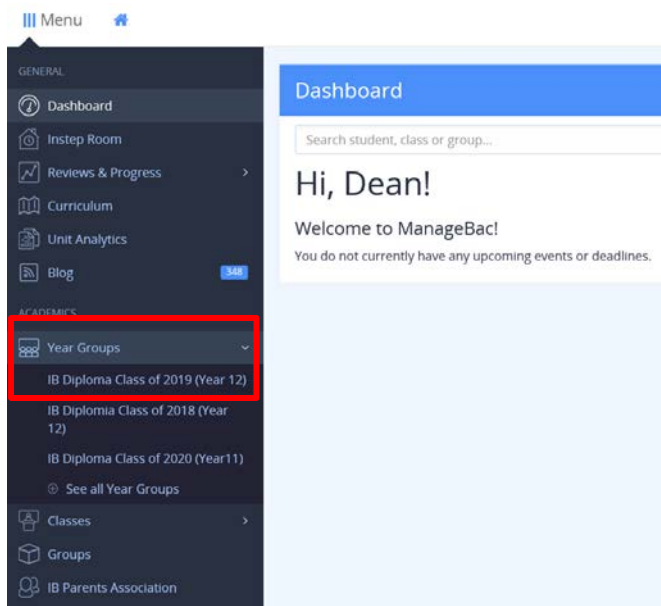 Menu
GENERAL
Dashboard
Instep Room
Reviews & Progress
Curriculum
Unit Analytics
Blog 348
ACADEMICS
Year Groups
IB Diploma Class of 2019 (Year 12)
IB Diplomia Class of 2018 (Year
12)
IB Diploma Class of 2020 (Year11)
See all Year Groups
Classes
Groups
IB Parents Association
Dashboard
Search student, class or group...
Hi, Dean!
Welcome to ManageBac!
You do not currently have any upcoming events or deadlines.